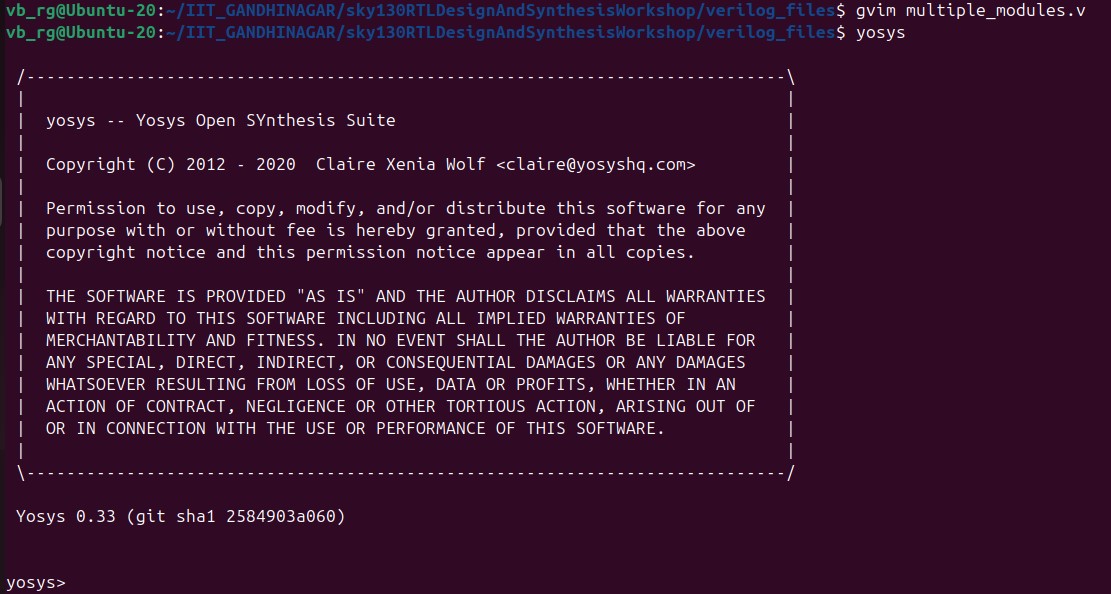 vb_rg@Ubuntu-20:~/IIT_GANDHINAGAR/sky130RTLDesignAndSynthesisWorkshop/verilog_files$ gvim multiple_modules.v
vb_rg@Ubuntu-20:~/IIT_GANDHINAGAR/sky130RTLDesignAndSynthesisWorkshop/verilog_files$ yosys

 /----------------------------------------------------------------------------\
 |                                                                            |
 |  yosys -- Yosys Open SYnthesis Suite                                       |
 |                                                                            |
 |  Copyright (C) 2012 - 2020  Claire Xenia Wolf <claire@yosyshq.com>         |
 |                                                                            |
 |  Permission to use, copy, modify, and/or distribute this software for any  |
 |  purpose with or without fee is hereby granted, provided that the above    |
 |  copyright notice and this permission notice appear in all copies.         |
 |                                                                            |
 |  THE SOFTWARE IS PROVIDED "AS IS" AND THE AUTHOR DISCLAIMS ALL WARRANTIES  |
 |  WITH REGARD TO THIS SOFTWARE INCLUDING ALL IMPLIED WARRANTIES OF          |
 |  MERCHANTABILITY AND FITNESS. IN NO EVENT SHALL THE AUTHOR BE LIABLE FOR   |
 |  ANY SPECIAL, DIRECT, INDIRECT, OR CONSEQUENTIAL DAMAGES OR ANY DAMAGES    |
 |  WHATSOEVER RESULTING FROM LOSS OF USE, DATA OR PROFITS, WHETHER IN AN     |
 |  ACTION OF CONTRACT, NEGLIGENCE OR OTHER TORTIOUS ACTION, ARISING OUT OF   |
 |  OR IN CONNECTION WITH THE USE OR PERFORMANCE OF THIS SOFTWARE.            |
 |                                                                            |
 \----------------------------------------------------------------------------/

 Yosys 0.33 (git sha1 2584903a060)

yosys>